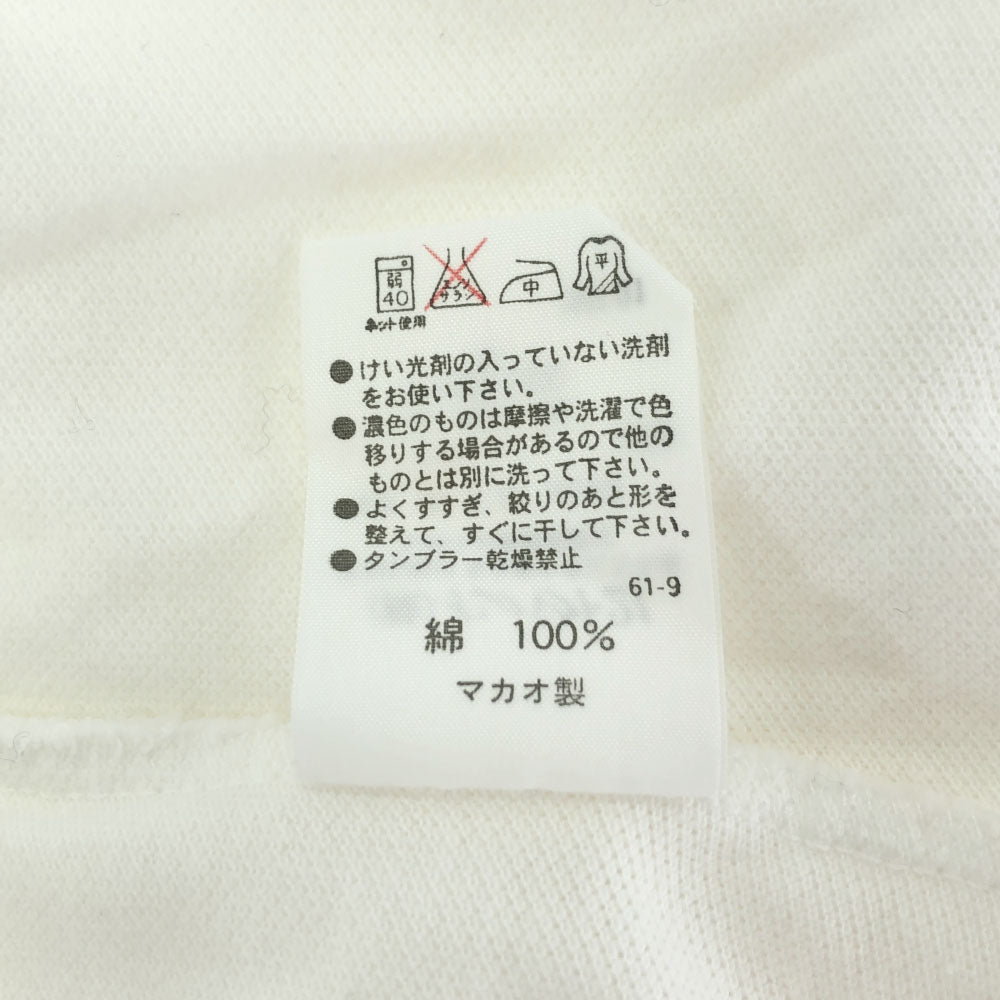 弱
40
エンソ
サラシ
中
平
ネット使用
●けい光剤の入っていない洗剤
をお使い下さい。
●濃色のものは摩擦や洗濯で色
移りする場合があるので他の
ものとは別に洗って下さい。
●よくすすぎ、絞りのあと形を
整えて、すぐに干して下さい。
●タンブラー乾燥禁止
61-9
綿 100%
マカオ製